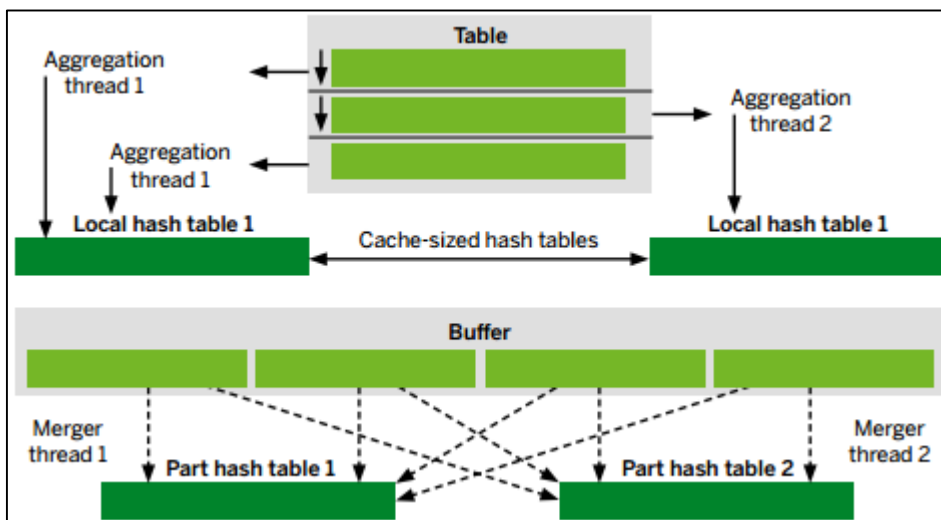 Table
Aggregation
thread 1
Aggregation
thread 2
Aggregation
thread 1
Local hash table 1
Local hash table 1
Cache-sized hash tables
Buffer
Merger
thread 1
Merger
thread 2
Part hash table 1
Part hash table 2